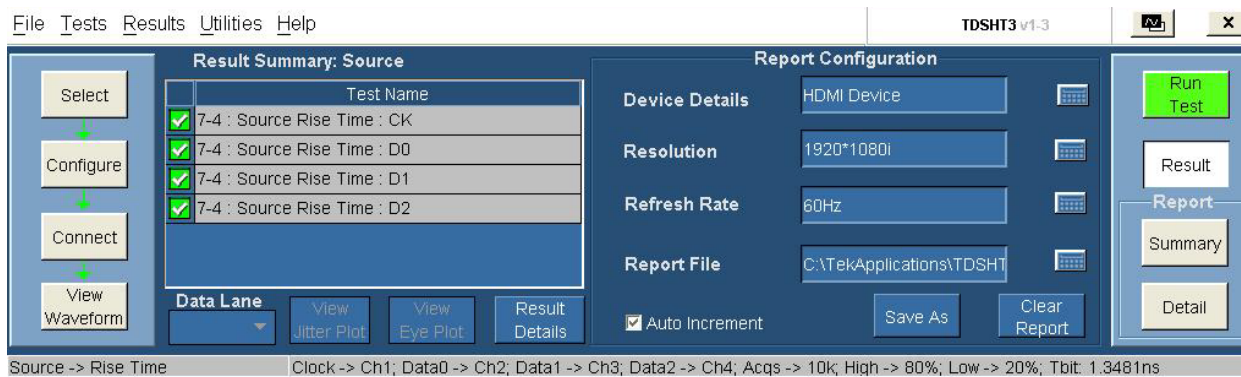 File Tests Results Utilities Help
TDSHT3 v1-3
x
Select
Configure
Connect
View
Waveform
Result Summary: Source
Test Name
7-4 : Source Rise Time : CK
7-4 : Source Rise Time : D0
7-4 : Source Rise Time : D1
7-4 : Source Rise Time : D2
Data Lane
View
Jitter Plot
View
Eye Plot
Result
Details
Report Configuration
Device Details HDMI Device
Resolution 1920*1080i
Refresh Rate 60Hz
Report File C:\TekApplications\TDSHT
Auto Increment
Save As
Clear
Report
Run
Test
Result
Report
Summary
Detail
Source -> Rise Time Clock -> Ch1; Data0 -> Ch2; Data1 -> Ch3; Data2 -> Ch4; Acqs -> 10k; High -> 80%; Low -> 20%; Tbit: 1.3481ns